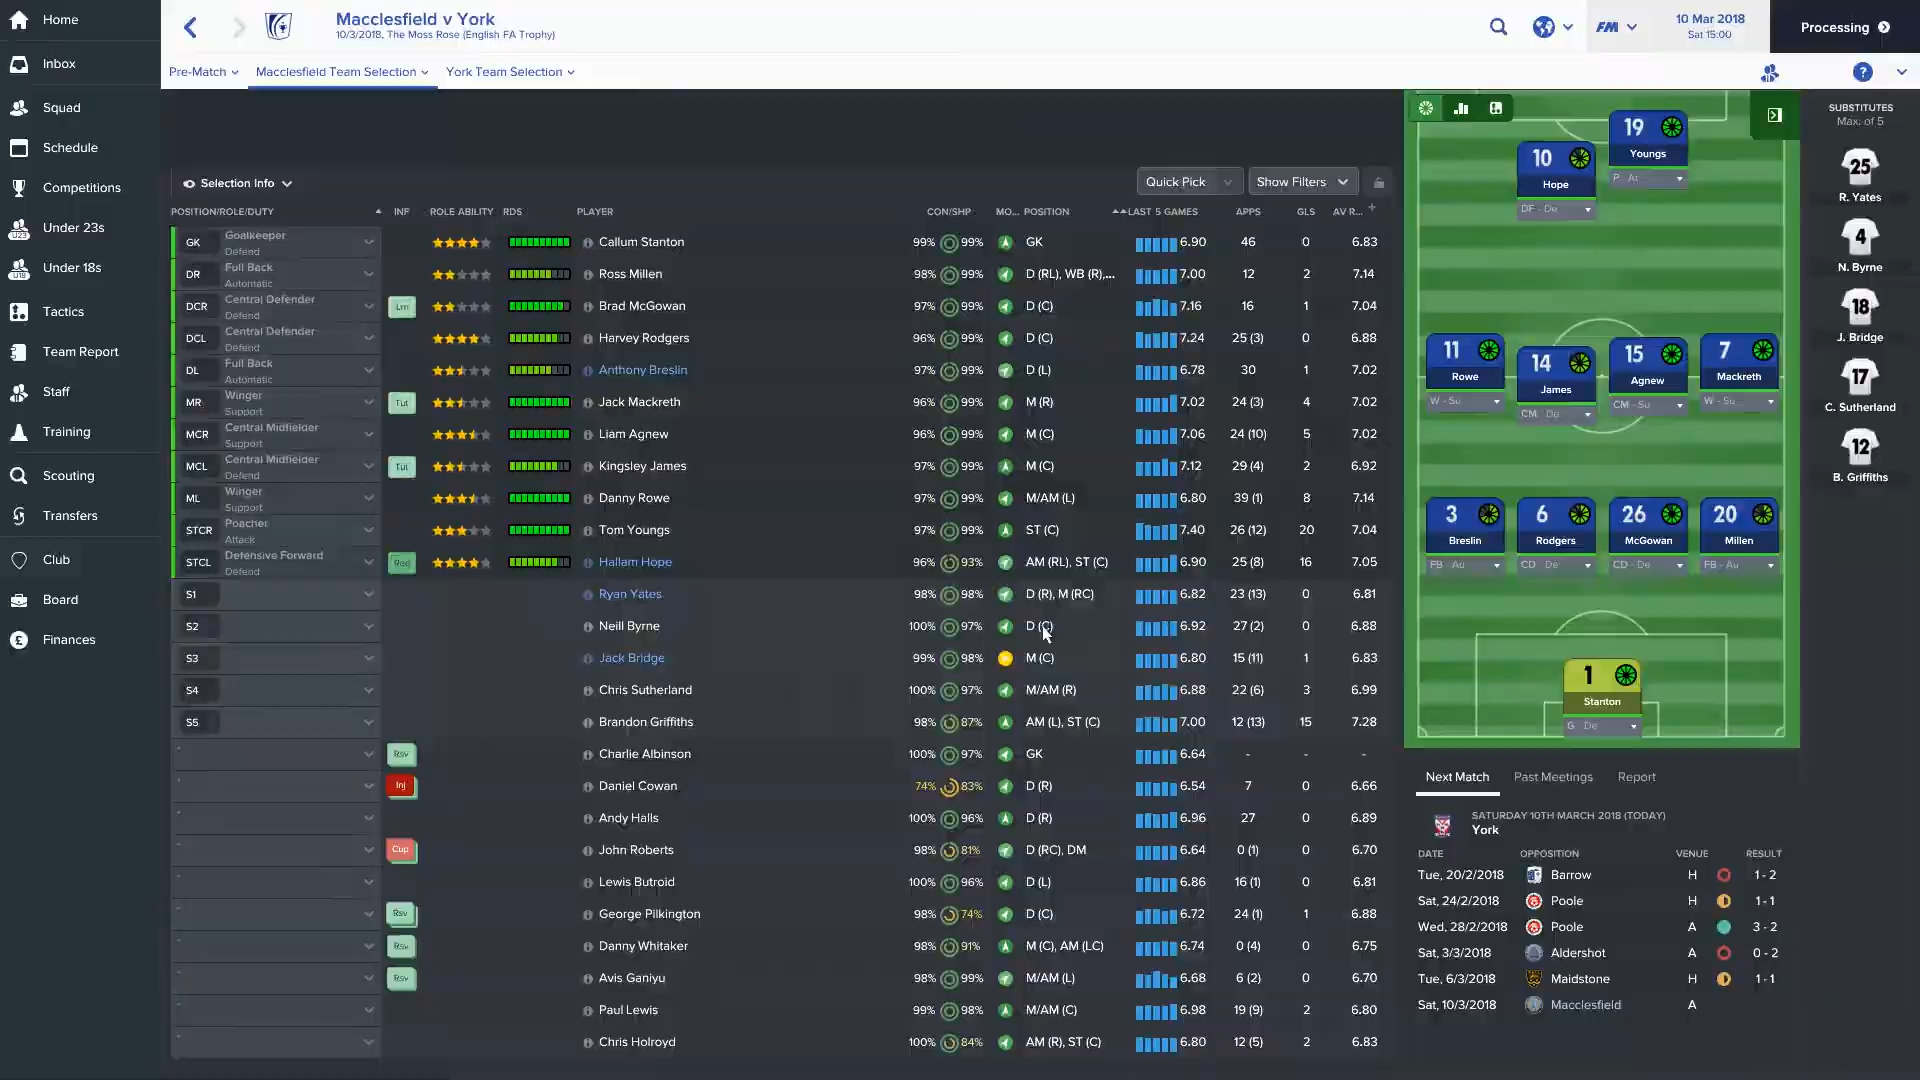 Home
Inbox
Squad
Schedule
Competitions
Under 23s
Under 18s
Tactics
Team Report
Staff
Training
Scouting
Transfers
Club
Board
Finances
Macclesfield v York
10/3/2018, The Moss Rose (English FA Trophy)
FM
10 Mar 2018
Sat 15:00
Processing
Pre-Match Macclesfield Team Selection York Team Selection
Selection Info Quick Pick Show Filters
POSITION/ROLE/DUTY INF ROLE ABILITY RDS PLAYER CON/SHP MO... POSITION LAST 5 GAMES APPS GLS AV R...
GK Goalkeeper Defend Callum Stanton 99% 99% GK 6.90 46 0 6.83
DR Full Back Automatic Ross Millen 98% 99% D (RL), WB (R),... 7.00 12 2 7.14
DCR Central Defender Defend Lrn Brad McGowan 97% 99% D (C) 7.16 16 1 7.04
DCL Central Defender Defend Harvey Rodgers 96% 99% D (C) 7.24 25 (3) 0 6.88
DL Full Back Automatic Anthony Breslin 97% 99% D (L) 6.78 30 1 7.02
MR Winger Support Tut Jack Mackreth 96% 99% M (R) 7.02 24 (3) 4 7.02
MCR Central Midfielder Support Liam Agnew 96% 99% M (C) 7.06 24 (10) 5 7.02
MCL Central Midfielder Defend Tut Kingsley James 97% 99% M (C) 7.12 29 (4) 2 6.92
ML Winger Support Danny Rowe 97% 99% M/AM (L) 6.80 39 (1) 8 7.14
STCR Poacher Attack Tom Youngs 97% 99% ST (C) 7.40 26 (12) 20 7.04
STCL Defensive Forward Defend Hallam Hope 96% 93% AM (RL), ST (C) 6.90 25 (8) 16 7.05
S1 Ryan Yates 98% 98% D (R), M (RC) 6.82 23 (13) 0 6.81
S2 Neill Byrne 100% 97% D (C) 6.92 27 (2) 0 6.88
S3 Jack Bridge 99% 98% M (C) 6.80 15 (11) 1 6.83
S4 Chris Sutherland 100% 97% M/AM (R) 6.88 22 (6) 3 6.99
S5 Brandon Griffiths 98% 87% AM (L), ST (C) 7.00 12 (13) 15 7.28
- Rsv Charlie Albinson 100% 97% GK 6.64 - - -
- Inj Daniel Cowan 74% 83% D (R) 6.54 7 0 6.66
- Andy Halls 100% 96% D (R) 6.96 27 0 6.89
- Cup John Roberts 98% 81% D (RC), DM 6.64 0 (1) 0 6.70
- Lewis Butroid 100% 96% D (L) 6.86 16 (1) 0 6.81
- Rsv George Pilkington 98% 74% D (C) 6.72 24 (1) 1 6.88
- Rsv Danny Whitaker 98% 91% M (C), AM (LC) 6.74 0 (4) 0 6.75
- Rsv Avis Ganiyu 98% 99% M/AM (L) 6.68 6 (2) 0 6.70
- Paul Lewis 99% 98% M/AM (C) 6.98 19 (9) 2 6.80
- Chris Holroyd 100% 84% AM (R), ST (C) 6.80 12 (5) 2 6.83
19
Youngs
P - At
10
Hope
DF - De
11
Rowe
W - Su
14
James
CM - De
15
Agnew
CM - Su
7
Mackreth
W - Su
3
Breslin
FB - Au
6
Rodgers
CD - De
26
McGowan
CD - De
20
Millen
FB - Au
1
Stanton
G - De
SUBSTITUTES
Max. of 5
25
R. Yates
4
N. Byrne
18
J. Bridge
17
C. Sutherland
12
B. Griffiths
Next Match Past Meetings Report
SATURDAY 10TH MARCH 2018 (TODAY)
York
DATE OPPOSITION VENUE RESULT
Tue, 20/2/2018 Barrow H 1 - 2
Sat, 24/2/2018 Poole H 1 - 1
Wed, 28/2/2018 Poole A 3 - 2
Sat, 3/3/2018 Aldershot A 0 - 2
Tue, 6/3/2018 Maidstone H 1 - 1
Sat, 10/3/2018 Macclesfield A